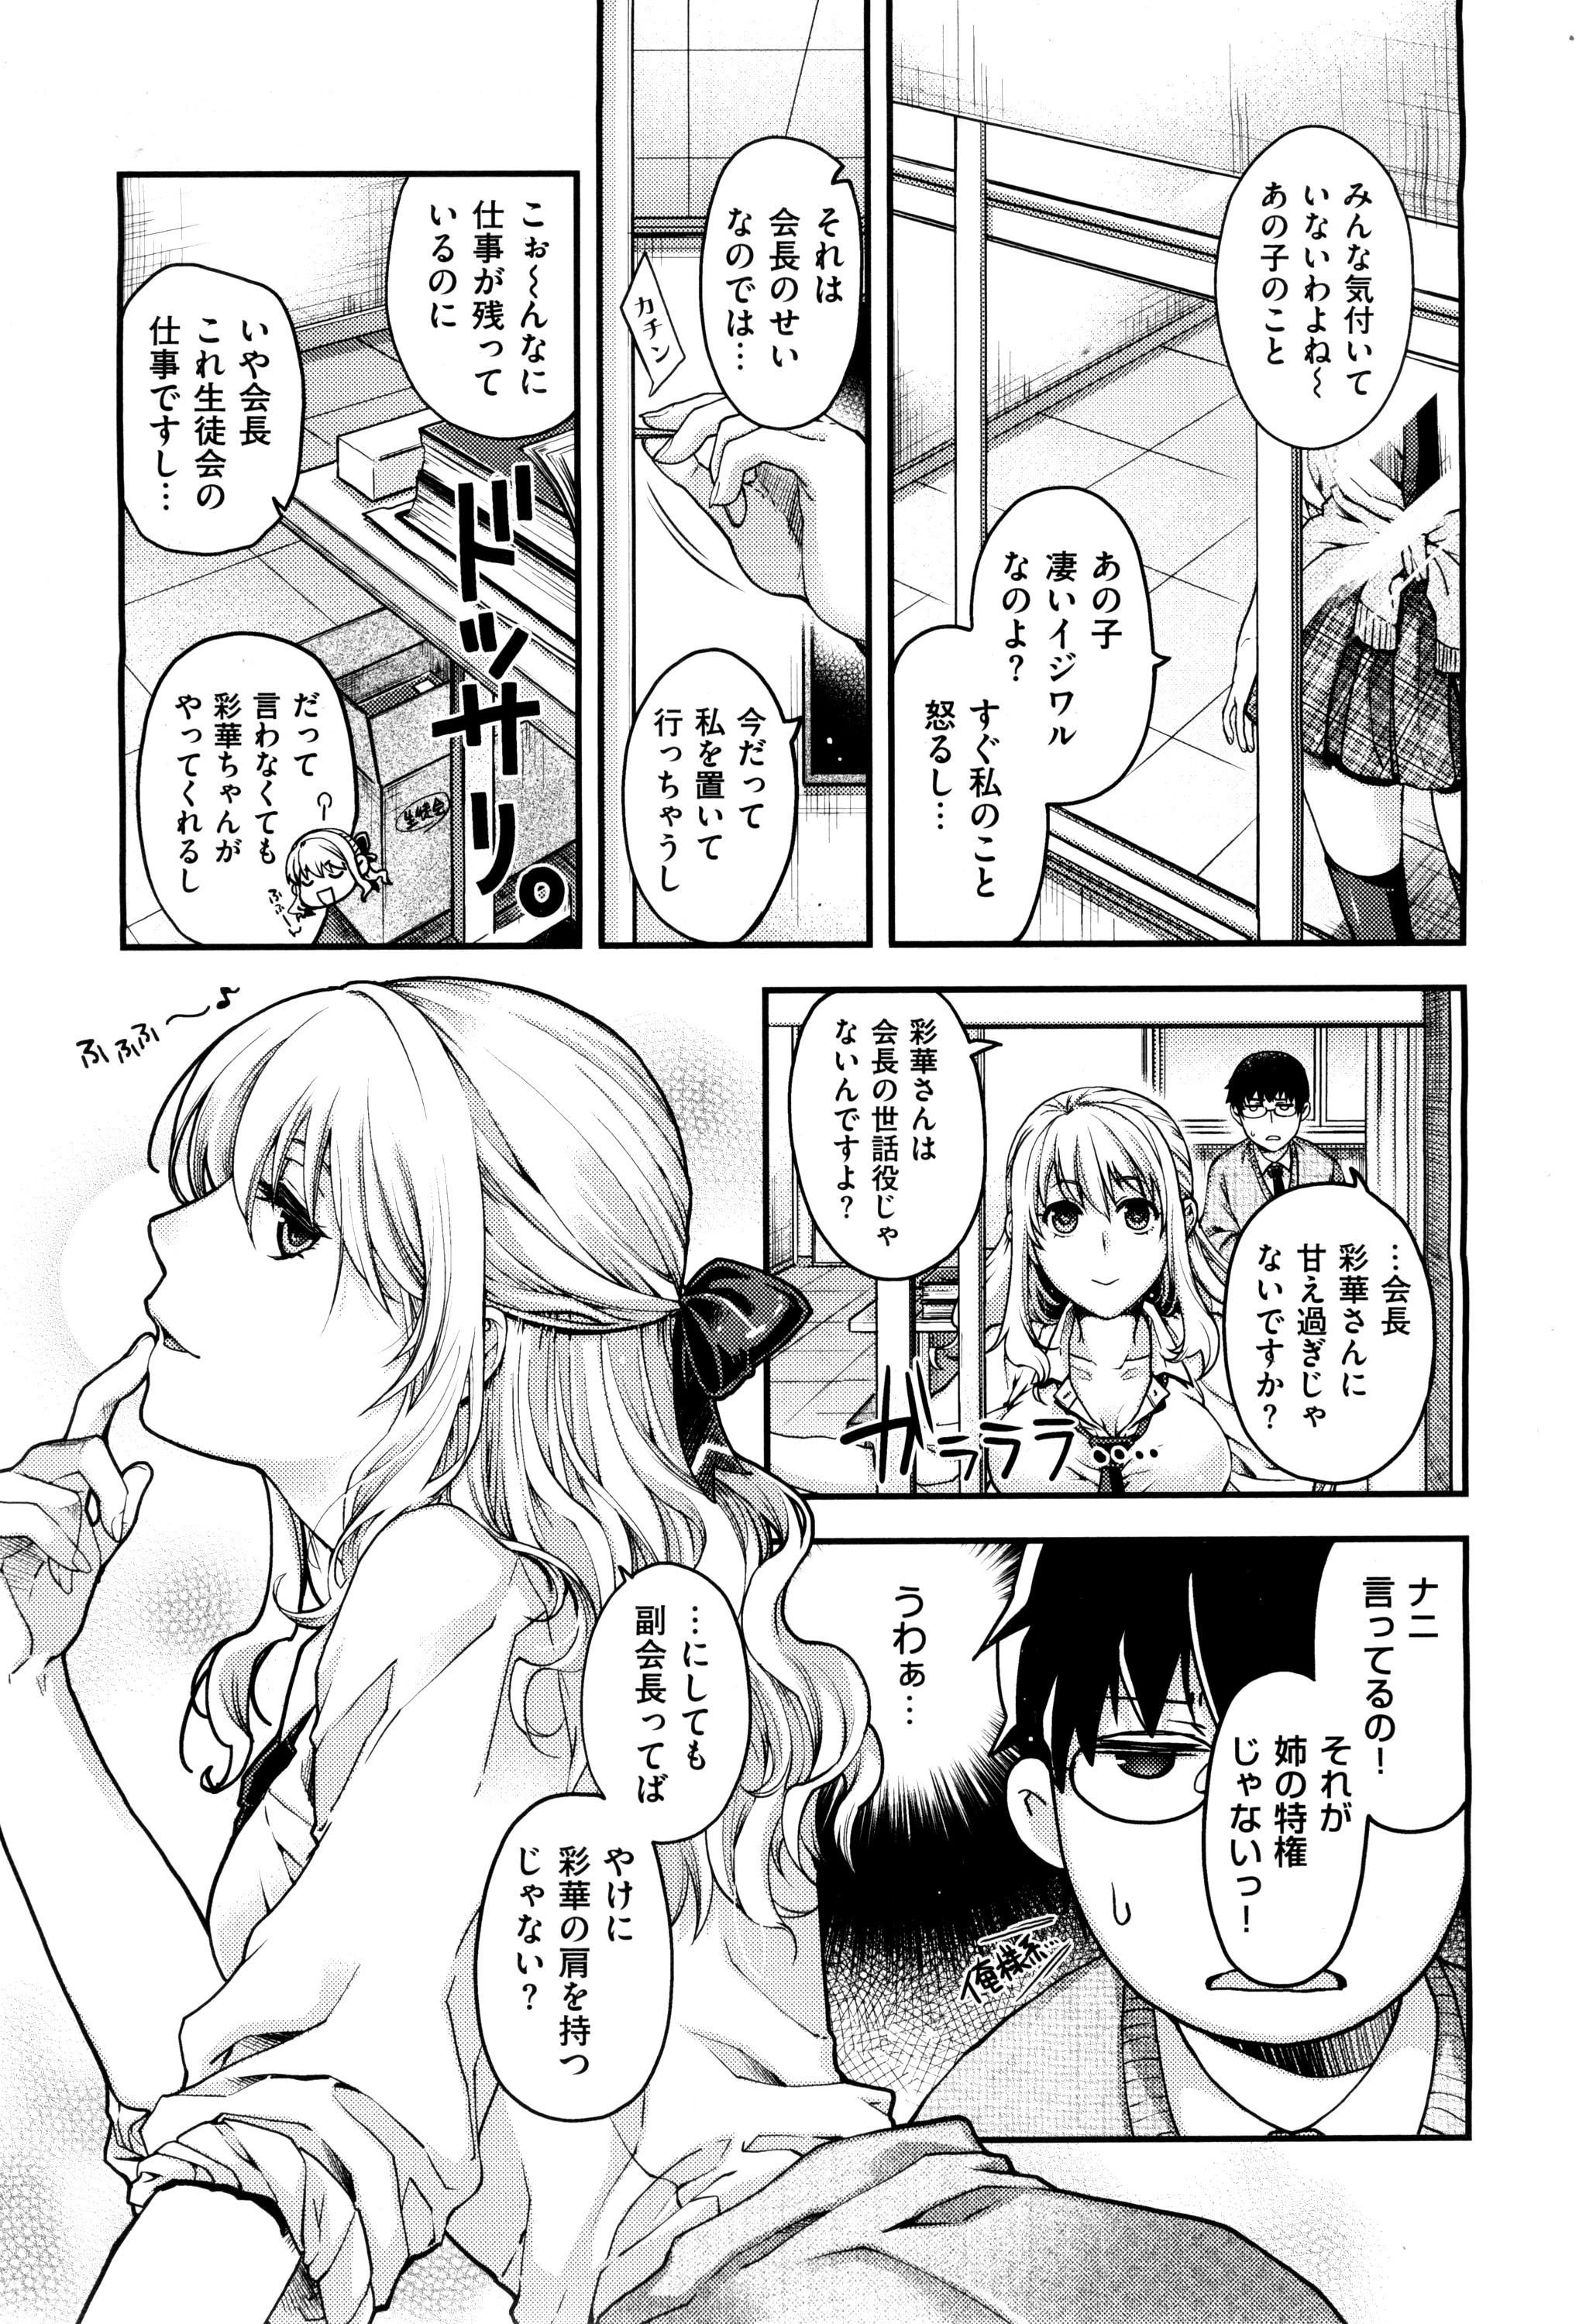 みんな気付いて
いないわよね〜
あの子のこと
あの子
凄いイジワル
なのよ?
すぐ私のこと
怒るし…
それは
会長のせい
なのでは…
カチン
今だって
私を置いて
行っちゃうし
こぉ〜んなに
仕事が残って
いるのに
ドッサリ。
いや会長
これ生徒会の
仕事ですし…
生徒会
だって
言わなくても
彩華ちゃんが
やってくれるし
ふふーん
…会長
彩華さんに
甘え過ぎじゃ
ないですか?
彩華さんは
会長の世話役じゃ
ないんですよ?
ガラララ…
ナニ
言ってるの!
それが
姉の特権
じゃないっ!
うわぁ…
俺様系…
ふふふ〜♪
…にしても
副会長ってば
やけに
彩華の肩を持つ
じゃない?